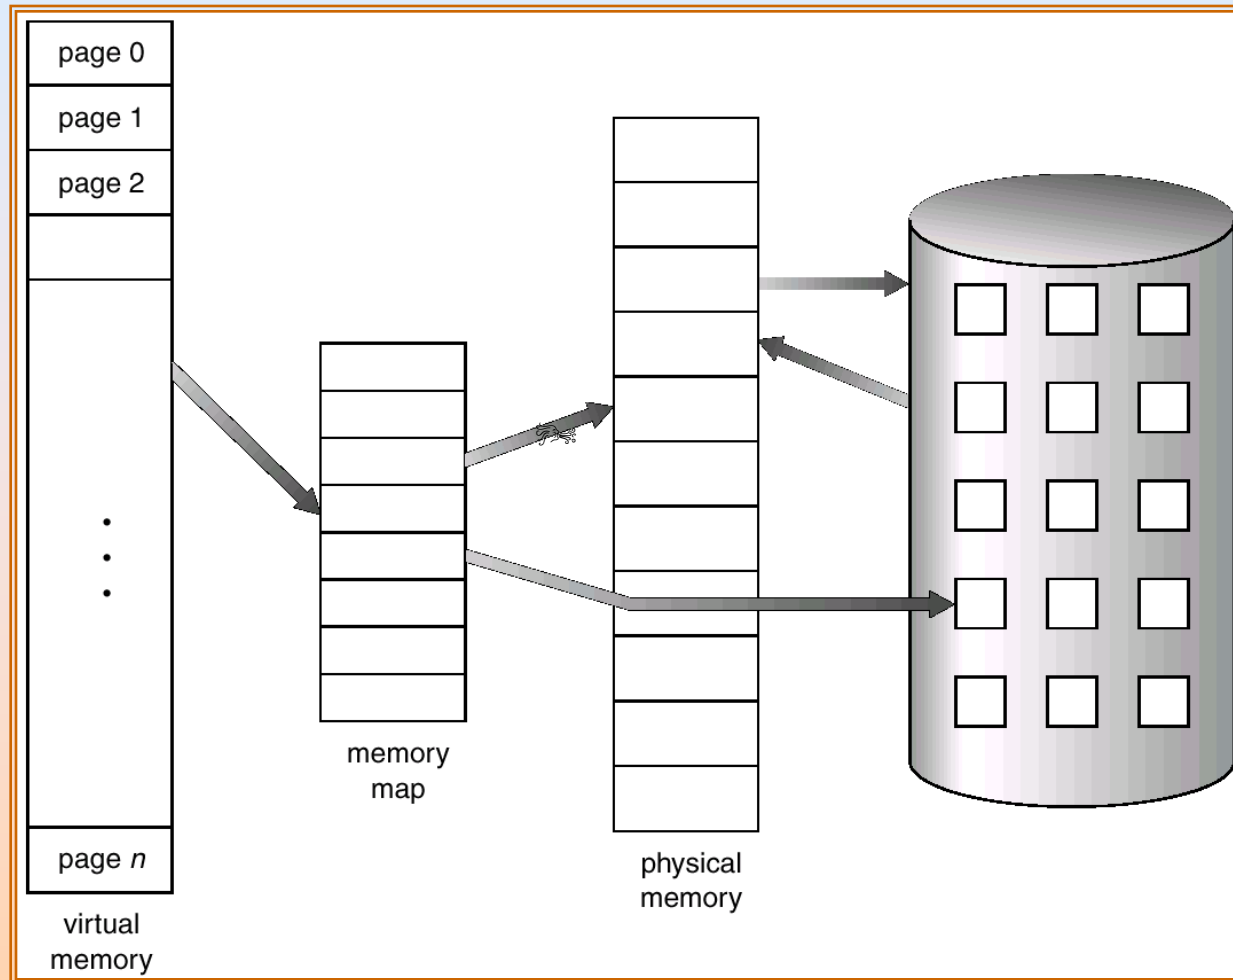 page 0
page 1
page 2
page n
virtual
memory
memory
map
physical
memory